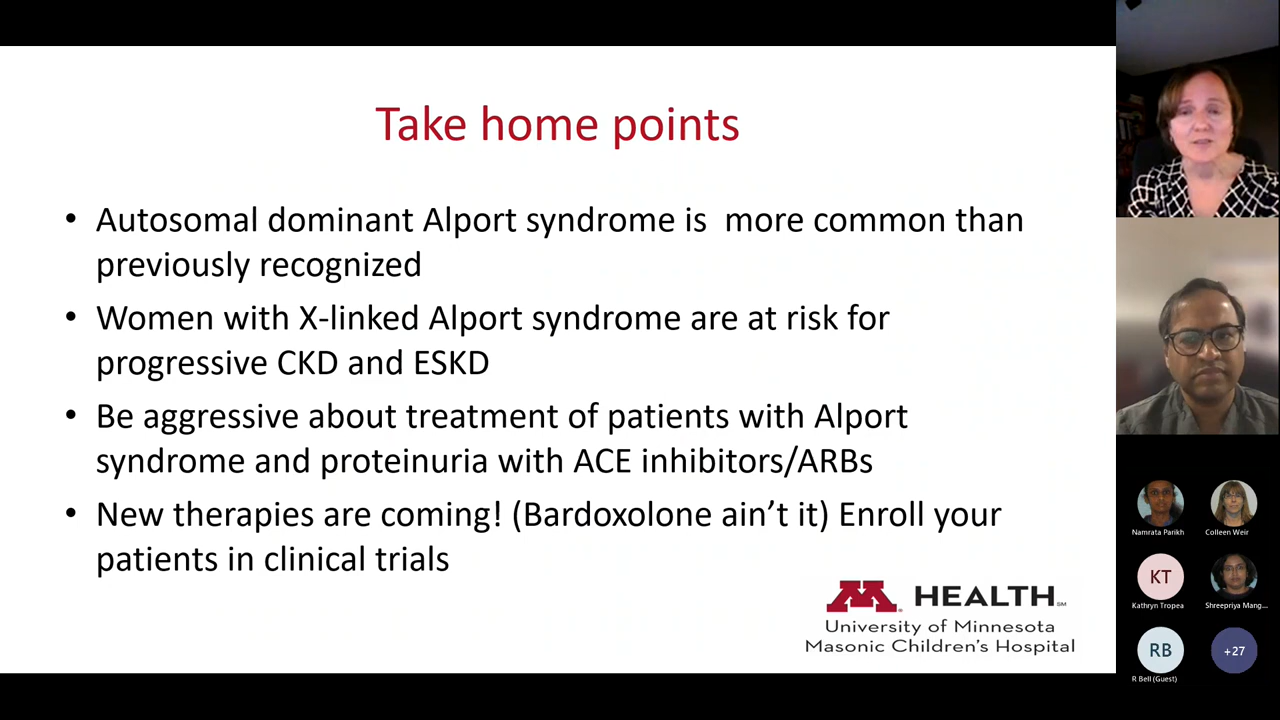 Take home points
• Autosomal dominant Alport syndrome is  more common than
previously recognized
• Women with X-linked Alport syndrome are at risk for
progressive CKD and ESKD
• Be aggressive about treatment of patients with Alport
syndrome and proteinuria with ACE inhibitors/ARBs
• New therapies are coming! (Bardoxolone ain’t it) Enroll your
patients in clinical trials
M HEALTH SM
University of Minnesota
Masonic Children’s Hospital
Namrata Parikh
Colleen Weir
KT
Kathryn Tropea
Shreepriya Mang...
RB
R Bell (Guest)
+27